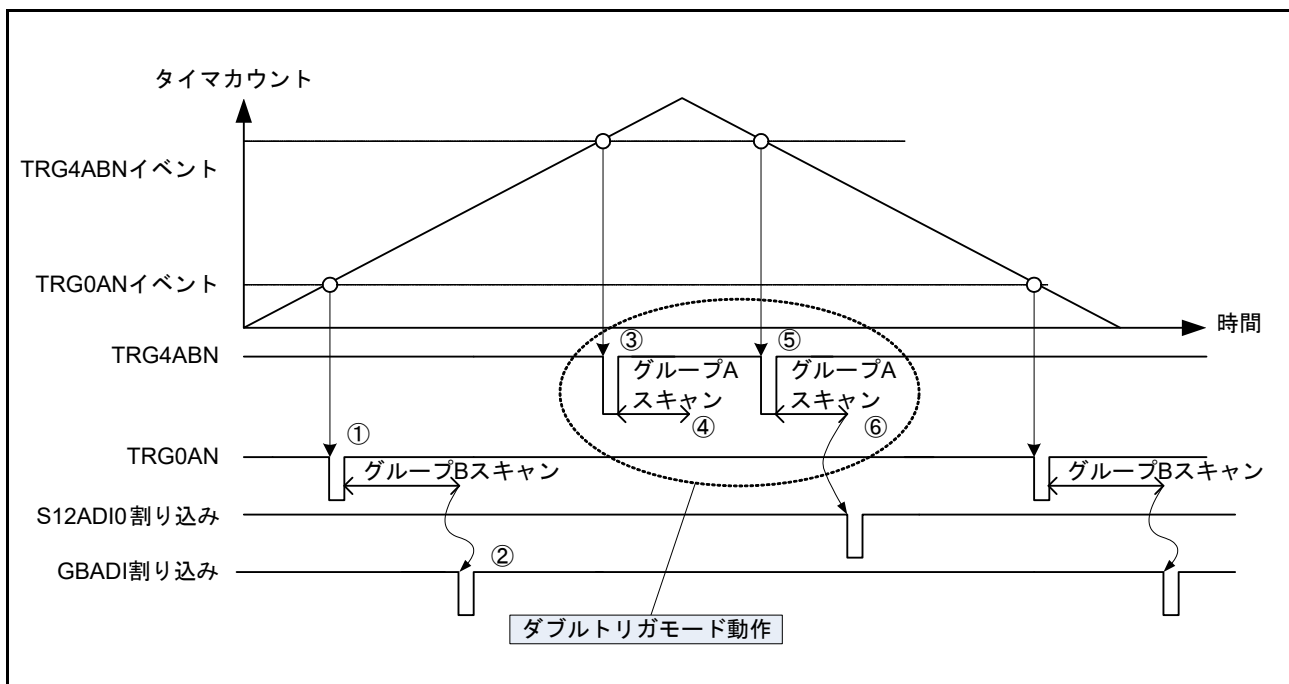 タイマカウント
TRG4ABNイベント
TRG0ANイベント
時間
TRG4ABN
③
グループA
スキャン
④
⑤
グループA
スキャン
⑥
TRG0AN
①
グループBスキャン
グループBスキャン
S12ADI0割り込み
GBADI割り込み
②
ダブルトリガモード動作